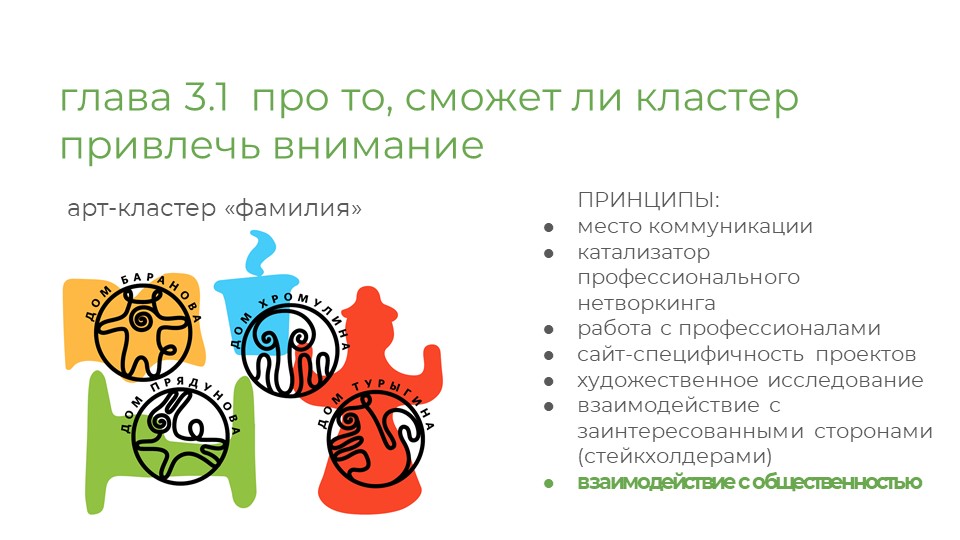 глава 3.1 про то, сможет ли кластер
привлечь внимание
арт-кластер «фамилия»
ДОМ БАРАНОВА
ДОМ ХРОМУЛИНА
ДОМ ПРЯДУНОВА
ДОМ ТУРЫГИНА
ПРИНЦИПЫ:
● место коммуникации
● катализатор
профессионального
нетворкинга
● работа с профессионалами
● сайт-специфичность проектов
● художественное исследование
● взаимодействие с
заинтересованными сторонами
(стейкхолдерами)
● взаимодействие с общественностью